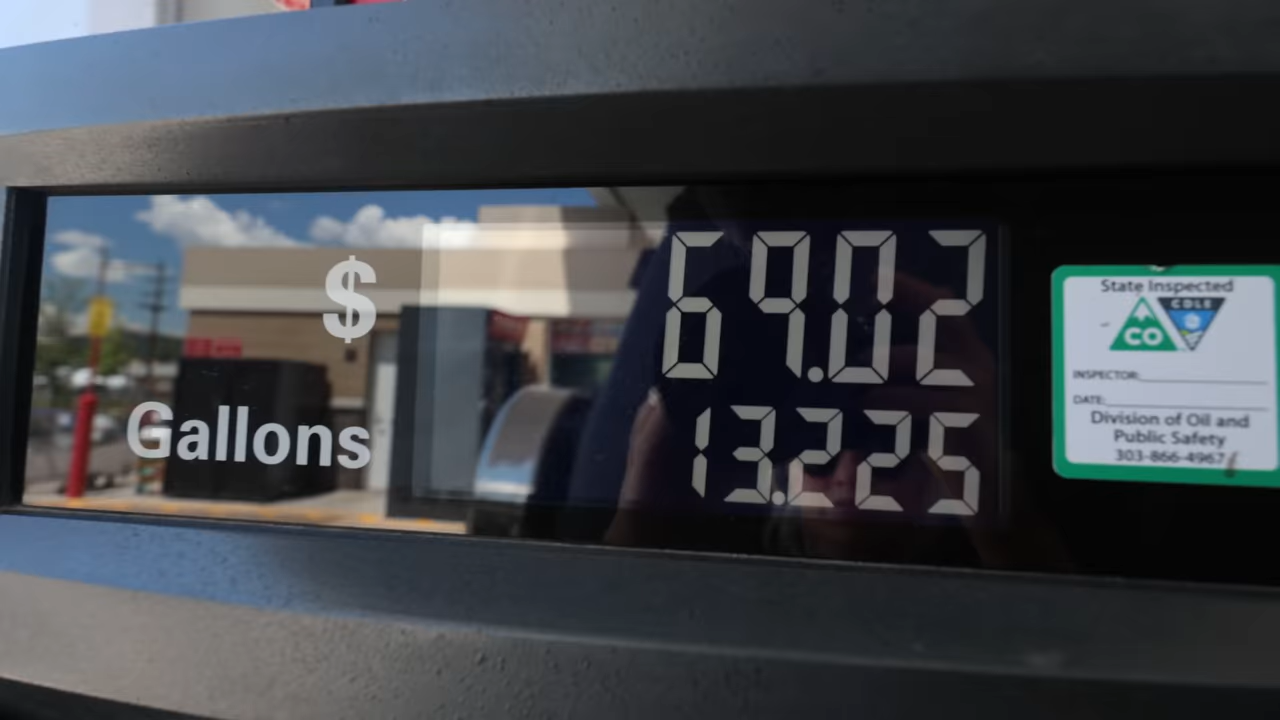 $ 69.02
Gallons 13.225
State Inspected
CO
CDLE
INSPECTOR:
DATE:
Division of Oil and
Public Safety
303-866-4967